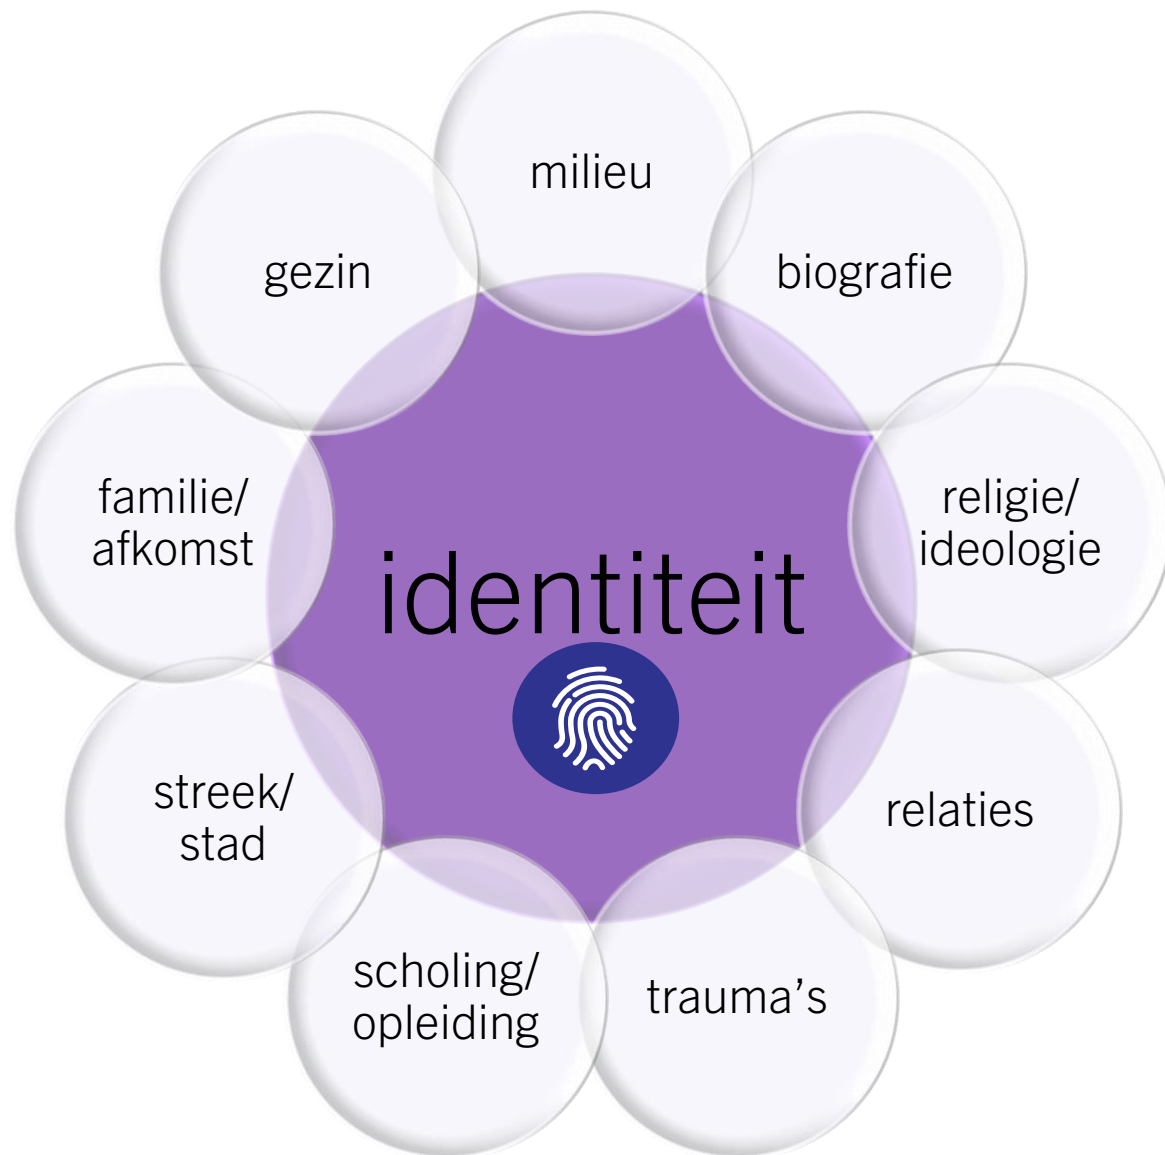 milieu
gezin
biografie
familie/
afkomst
religie/
ideologie
identiteit
streek/
stad
relaties
scholing/
opleiding
trauma’s